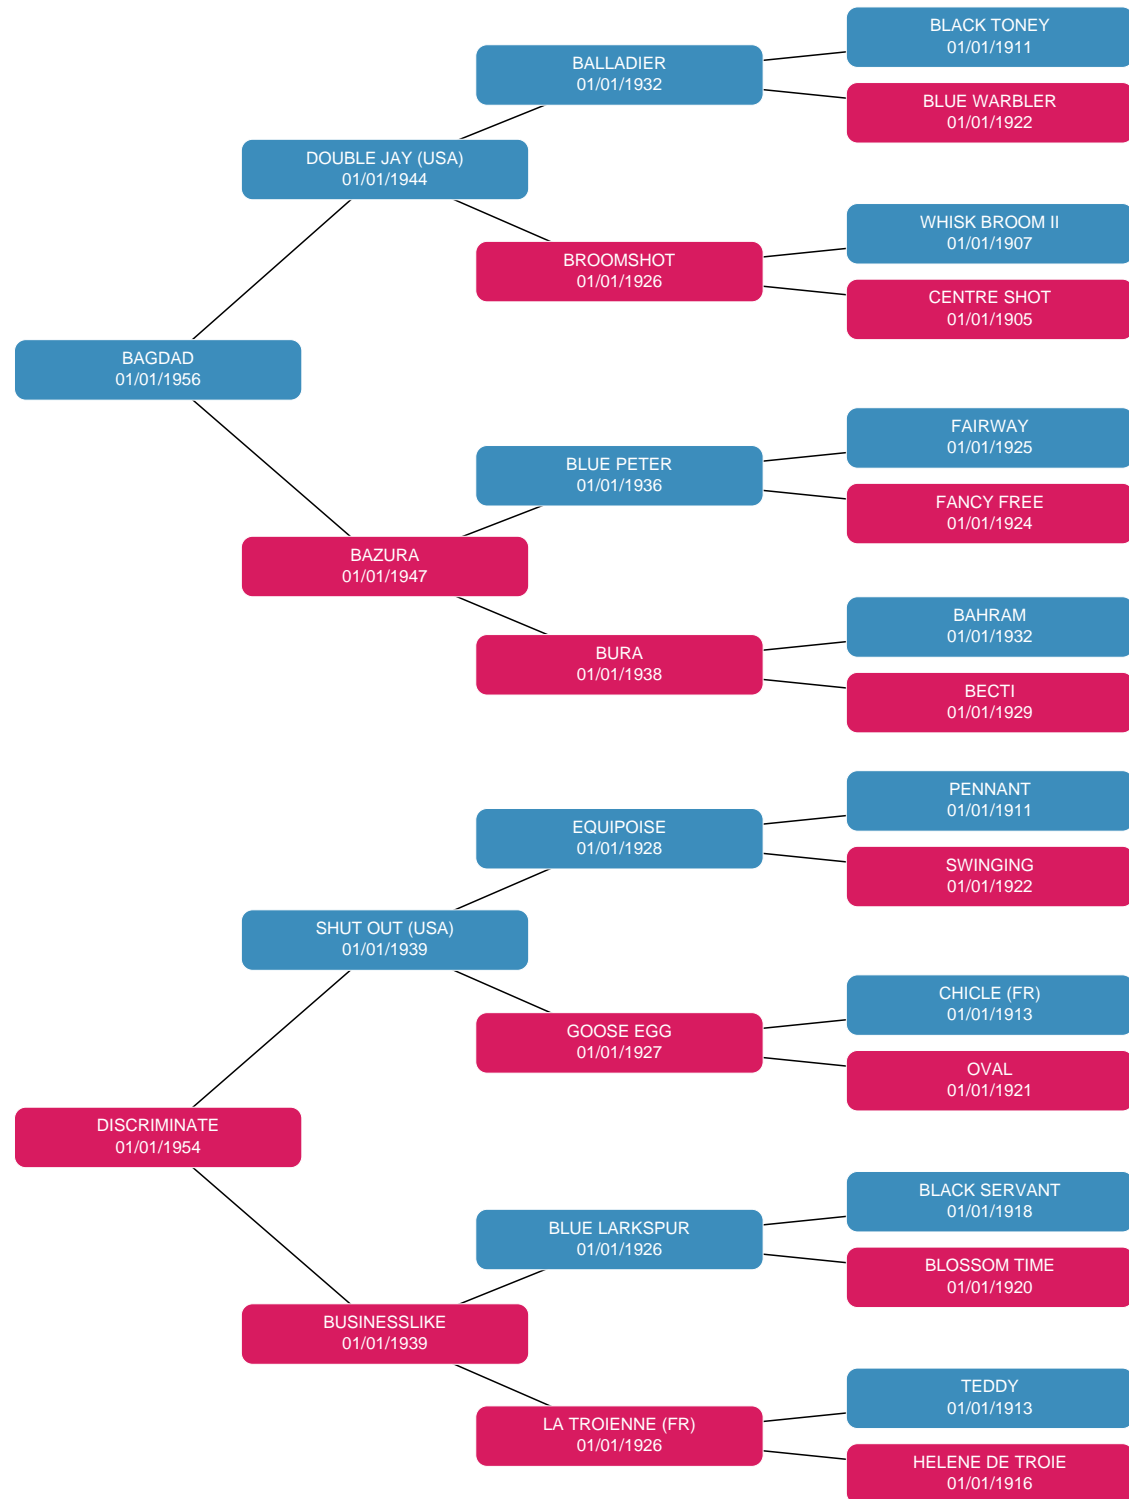 BLACK TONEY
01/01/1911
BALLADIER
01/01/1932
BLUE WARBLER
01/01/1922
DOUBLE JAY (USA)
01/01/1944
WHISK BROOM II
01/01/1907
BROOMSHOT
01/01/1926
CENTRE SHOT
01/01/1905
BAGDAD
01/01/1956
FAIRWAY
01/01/1925
BLUE PETER
01/01/1936
FANCY FREE
01/01/1924
BAZURA
01/01/1947
BAHRAM
01/01/1932
BURA
01/01/1938
BECTI
01/01/1929
PENNANT
01/01/1911
EQUIPOISE
01/01/1928
SWINGING
01/01/1922
SHUT OUT (USA)
01/01/1939
CHICLE (FR)
01/01/1913
GOOSE EGG
01/01/1927
OVAL
01/01/1921
DISCRIMINATE
01/01/1954
BLACK SERVANT
01/01/1918
BLUE LARKSPUR
01/01/1926
BLOSSOM TIME
01/01/1920
BUSINESSLIKE
01/01/1939
TEDDY
01/01/1913
LA TROIENNE (FR)
01/01/1926
HELENE DE TROIE
01/01/1916